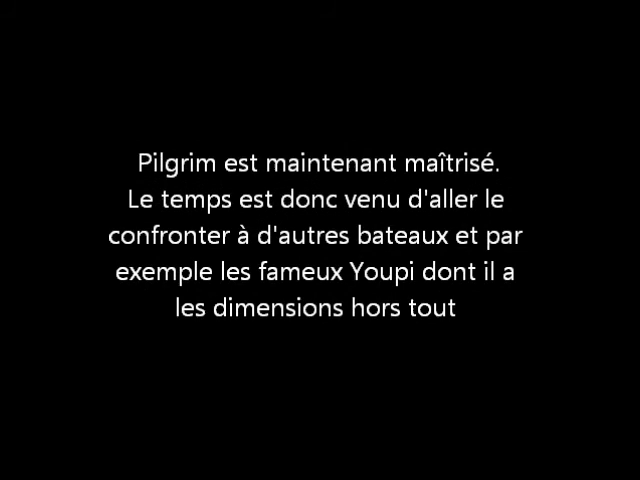 Pilgrim est maintenant maîtrisé.
Le temps est donc venu d'aller le
confronter à d'autres bateaux et par
exemple les fameux Youpi dont il a
les dimensions hors tout